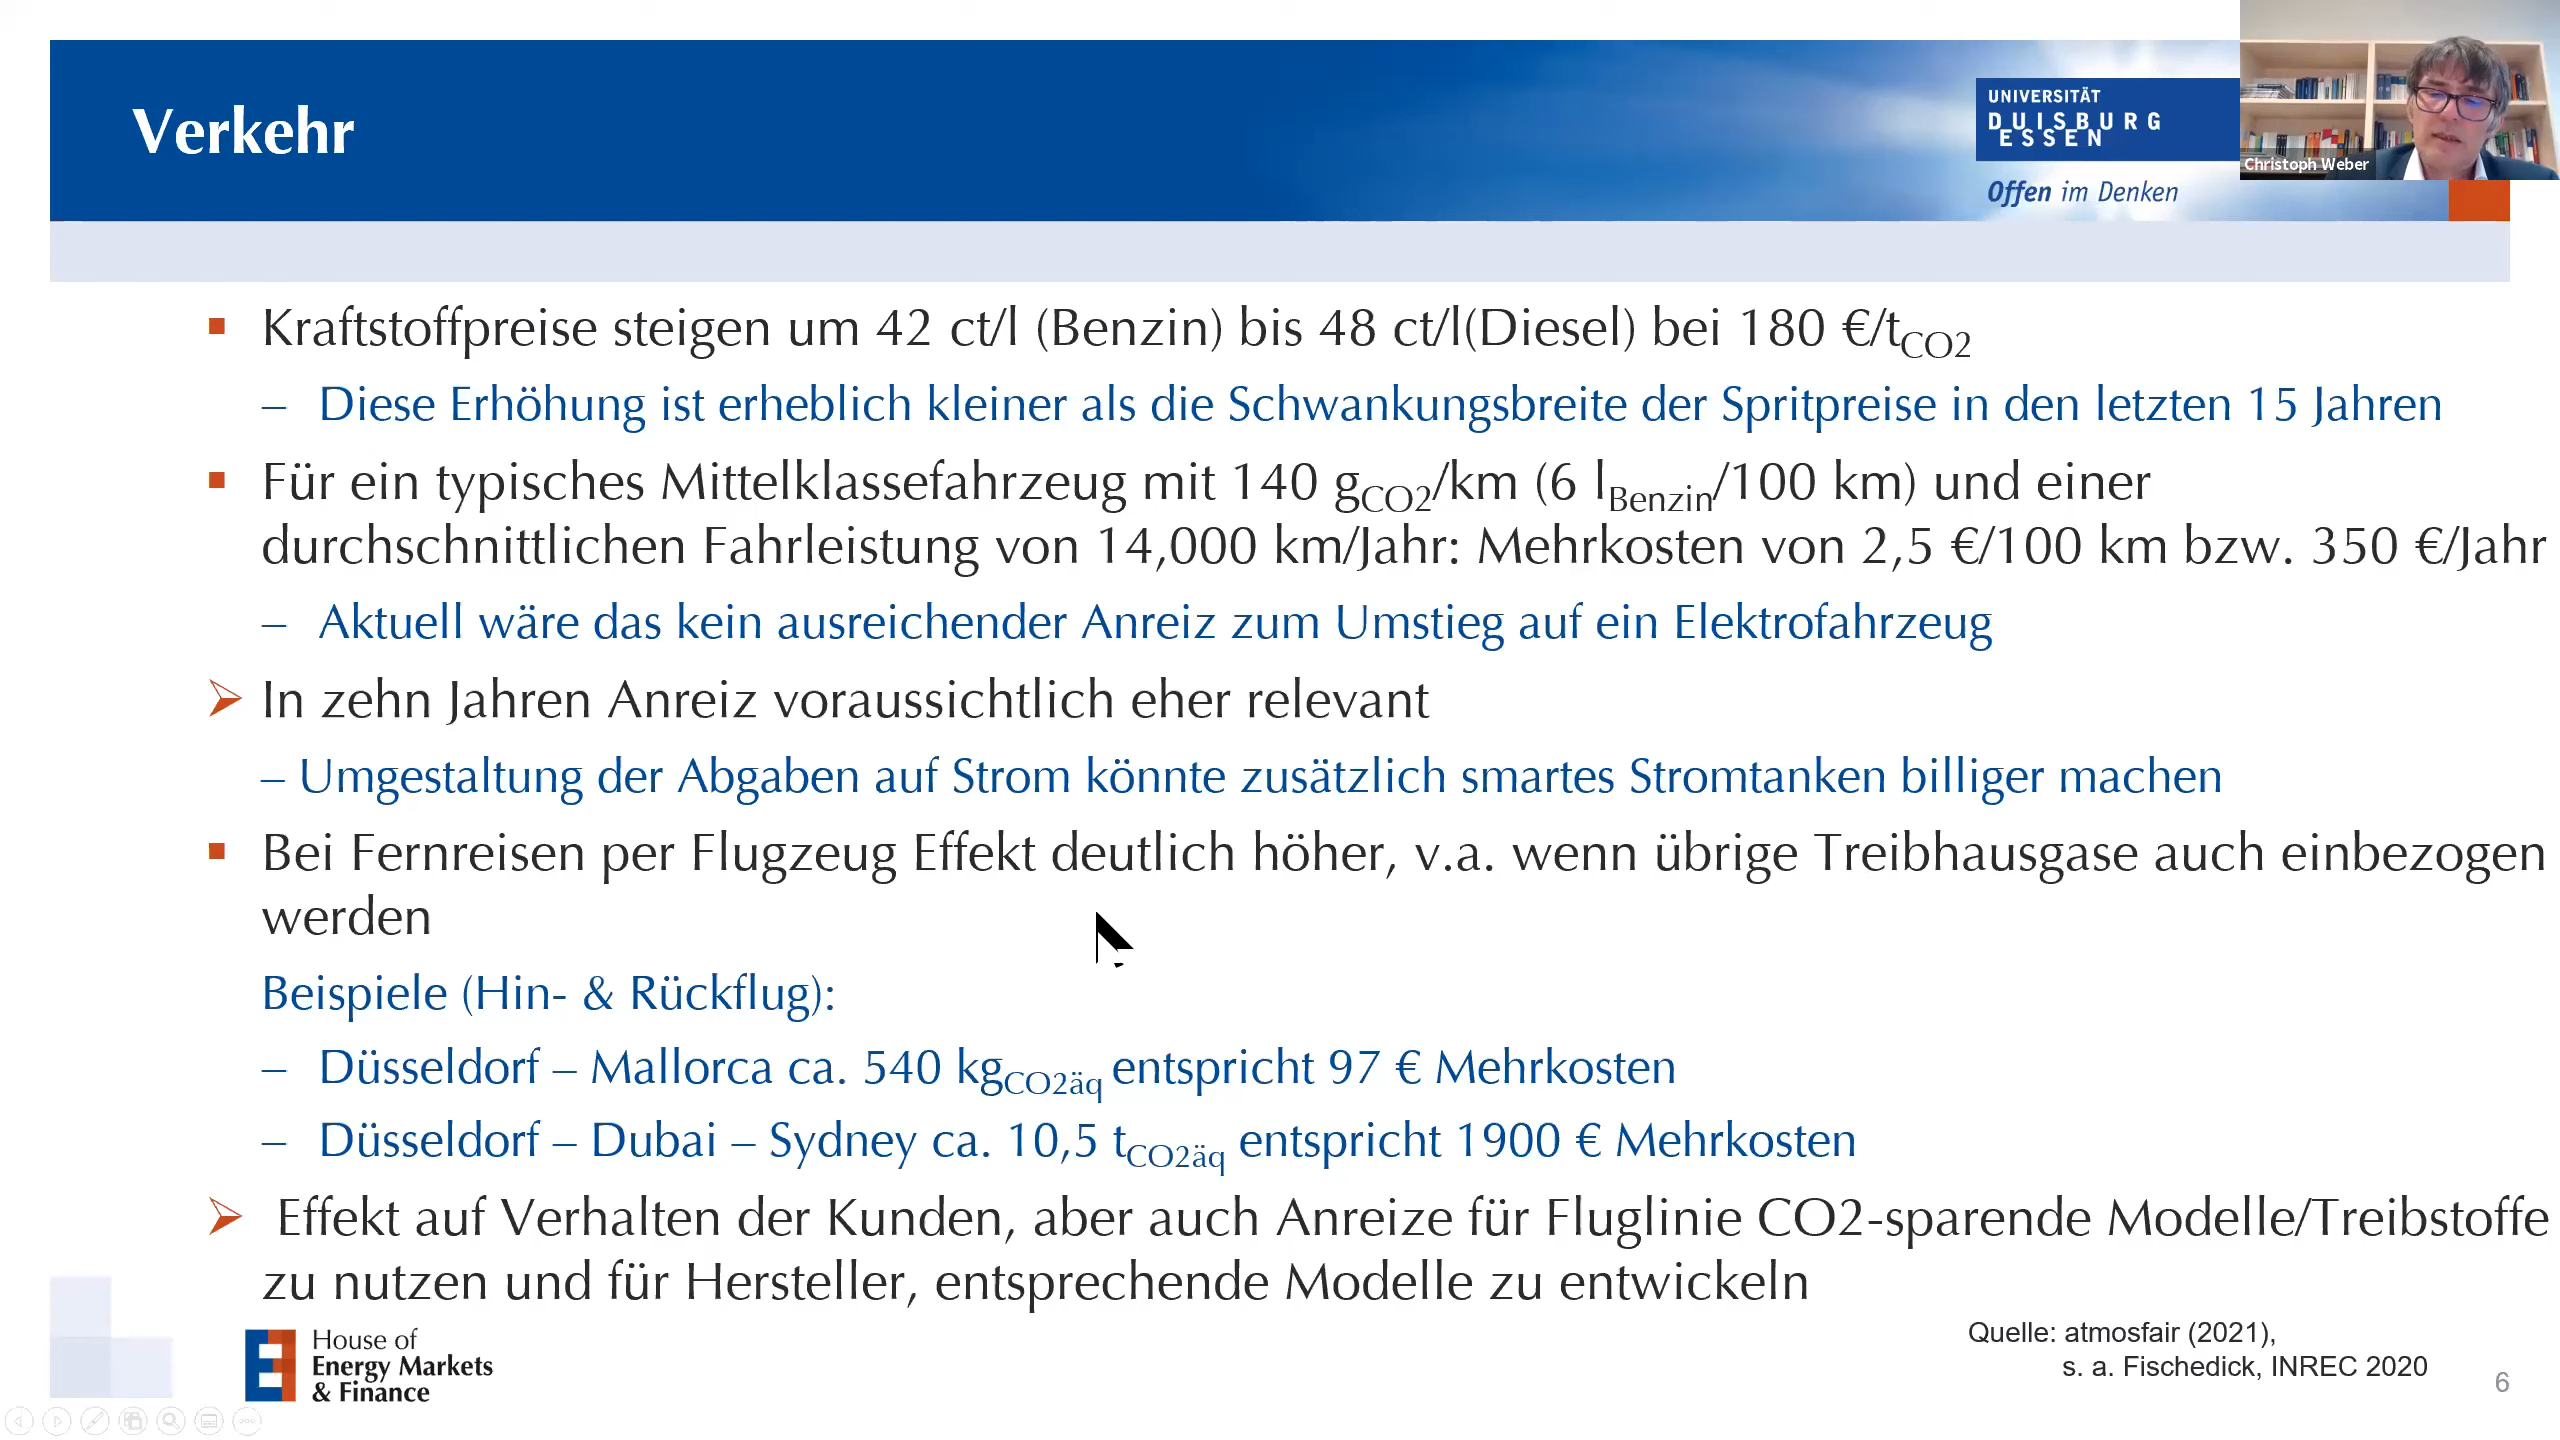 Verkehr
UNIVERSITÄT
DUISBURG
ESSEN
Offen im Denken
Christoph Weber
Kraftstoffpreise steigen um 42 ct/l (Benzin) bis 48 ct/l(Diesel) bei 180 €/tCO2
– Diese Erhöhung ist erheblich kleiner als die Schwankungsbreite der Spritpreise in den letzten 15 Jahren
Für ein typisches Mittelklassefahrzeug mit 140 gCO2/km (6 lBenzin/100 km) und einer
durchschnittlichen Fahrleistung von 14,000 km/Jahr: Mehrkosten von 2,5 €/100 km bzw. 350 €/Jahr
– Aktuell wäre das kein ausreichender Anreiz zum Umstieg auf ein Elektrofahrzeug
In zehn Jahren Anreiz voraussichtlich eher relevant
– Umgestaltung der Abgaben auf Strom könnte zusätzlich smartes Stromtanken billiger machen
Bei Fernreisen per Flugzeug Effekt deutlich höher, v.a. wenn übrige Treibhausgase auch einbezogen
werden
Beispiele (Hin- & Rückflug):
– Düsseldorf – Mallorca ca. 540 kgCO2äq entspricht 97 € Mehrkosten
– Düsseldorf – Dubai – Sydney ca. 10,5 tCO2äq entspricht 1900 € Mehrkosten
Effekt auf Verhalten der Kunden, aber auch Anreize für Fluglinie CO2-sparende Modelle/Treibstoffe
zu nutzen und für Hersteller, entsprechende Modelle zu entwickeln
House of
Energy Markets
& Finance
Quelle: atmosfair (2021),
s. a. Fischedick, INREC 2020
6